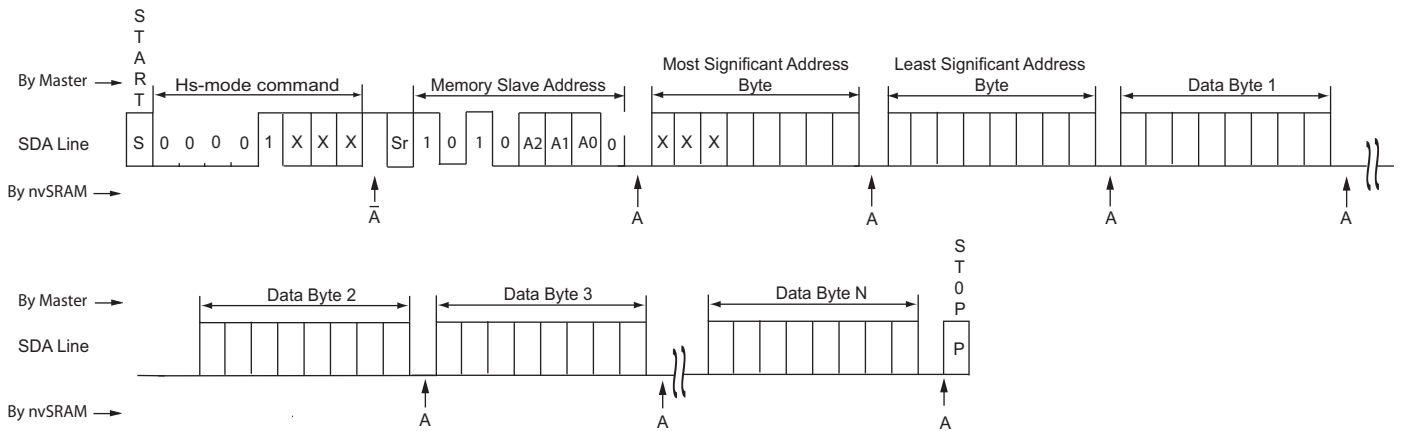 START
By Master
Hs-mode command
Memory Slave Address
Most Significant Address
Byte
Least Significant Address
Byte
Data Byte 1
SDA Line
S 0 0 0 0 1 X X X Sr 1 0 1 0 A2 A1 A0 0 X X X
By nvSRAM
A̅ A A A A
STOP
By Master
Data Byte 2
Data Byte 3
Data Byte N
SDA Line
P
By nvSRAM
A A A